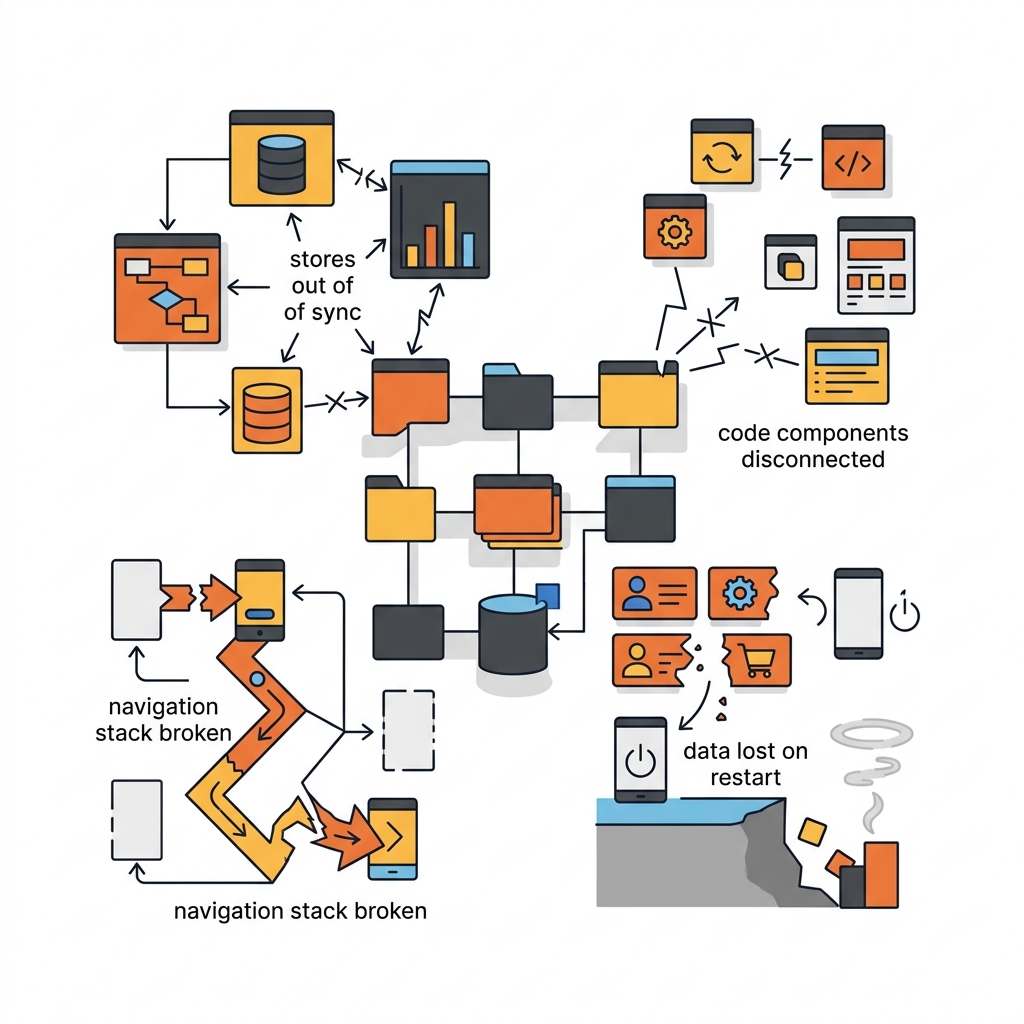 stores
out of
of sync
code components
disconnected
navigation
stack broken
data lost on
restart
navigation stack broken